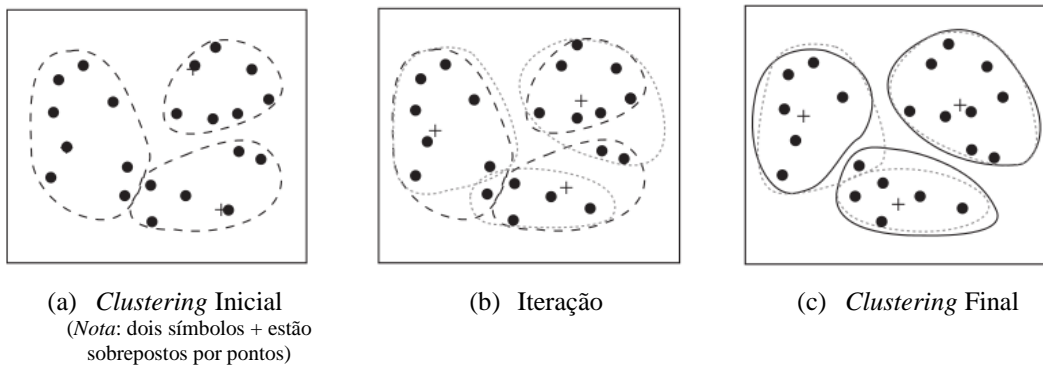 (a) Clustering Inicial
(Nota: dois símbolos + estão
sobrepostos por pontos)
(b) Iteração
(c) Clustering Final